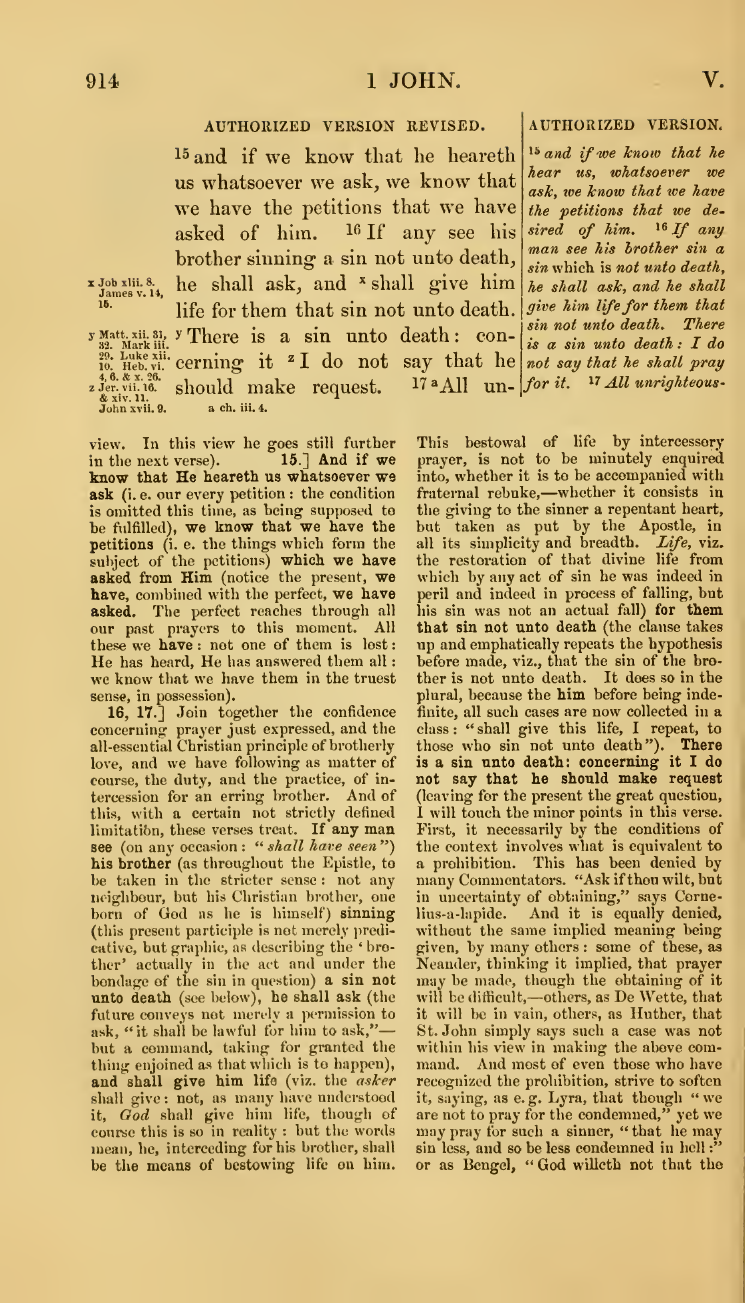 914
1 JOHN.
V.
AUTHORIZED VERSION REVISED.
15 and if we know that he heareth
us whatsoever we ask, we know that
we have the petitions that we have
asked of him. 16 If any see his
brother sinning a sin not unto death,
he shall ask, and x shall give him
life for them that sin not unto death.
y There is a sin unto death: con-
cerning it z I do not say that he
should make request. 17 a All un-
x Job xlii. 8.
James v. 14,
15.
y Matt. xii. 31,
32. Mark iii.
29. Luke xii.
10. Heb. vi.
4, 6. & x. 26.
z Jer. vii. 16.
& xiv. 11.
John xvii. 9.
a ch. iii. 4.
AUTHORIZED VERSION.
15 and if we know that he
hear us, whatsoever we
ask, we know that we have
the petitions that we de-
sired of him. 16 If any
man see his brother sin a
sin which is not unto death,
he shall ask, and he shall
give him life for them that
sin not unto death. There
is a sin unto death: I do
not say that he shall pray
for it. 17 All unrighteous-
view. In this view he goes still further
in the next verse). 15.] And if we
know that He heareth us whatsoever we
ask (i. e. our every petition: the condition
is omitted this time, as being supposed to
be fulfilled), we know that we have the
petitions (i. e. the things which form the
subject of the petitions) which we have
asked from Him (notice the present, we
have, combined with the perfect, we have
asked. The perfect reaches through all
our past prayers to this moment. All
these we have: not one of them is lost:
He has heard, He has answered them all:
we know that we have them in the truest
sense, in possession).
16, 17.] Join together the confidence
concerning prayer just expressed, and the
all-essential Christian principle of brotherly
love, and we have following as matter of
course, the duty, and the practice, of in-
tercession for an erring brother. And of
this, with a certain not strictly defined
limitation, these verses treat. If any man
see (on any occasion: "shall have seen")
his brother (as throughout the Epistle, to
be taken in the stricter sense: not any
neighbour, but his Christian brother, one
born of God as he is himself) sinning
(this present participle is not merely predi-
cative, but graphic, as describing the 'bro-
ther' actually in the act and under the
bondage of the sin in question) a sin not
unto death (see below), he shall ask (the
future conveys not merely a permission to
ask, "it shall be lawful for him to ask,"—
but a command, taking for granted the
thing enjoined as that which is to happen),
and shall give him life (viz. the asker
shall give: not, as many have understood
it, God shall give him life, though of
course this is so in reality: but the words
mean, he, interceding for his brother, shall
be the means of bestowing life on him.
This bestowal of life by intercessory
prayer, is not to be minutely enquired
into, whether it is to be accompanied with
fraternal rebuke,—whether it consists in
the giving to the sinner a repentant heart,
but taken as put by the Apostle, in
all its simplicity and breadth. Life, viz.
the restoration of that divine life from
which by any act of sin he was indeed in
peril and indeed in process of falling, but
his sin was not an actual fall) for them
that sin not unto death (the clause takes
up and emphatically repeats the hypothesis
before made, viz., that the sin of the bro-
ther is not unto death. It does so in the
plural, because the him before being inde-
finite, all such cases are now collected in a
class: "shall give this life, I repeat, to
those who sin not unto death"). There
is a sin unto death: concerning it I do
not say that he should make request
(leaving for the present the great question,
I will touch the minor points in this verse.
First, it necessarily by the conditions of
the context involves what is equivalent to
a prohibition. This has been denied by
many Commentators. "Ask if thou wilt, but
in uncertainty of obtaining," says Corne-
lius-a-lapide. And it is equally denied,
without the same implied meaning being
given, by many others: some of these, as
Neander, thinking it implied, that prayer
may be made, though the obtaining of it
will be difficult,—others, as De Wette, that
it will be in vain, others, as Huther, that
St. John simply says such a case was not
within his view in making the above com-
mand. And most of even those who have
recognized the prohibition, strive to soften
it, saying, as e. g. Lyra, that though "we
are not to pray for the condemned," yet we
may pray for such a sinner, "that he may
sin less, and so be less condemned in hell:"
or as Bengel, "God willeth not that the